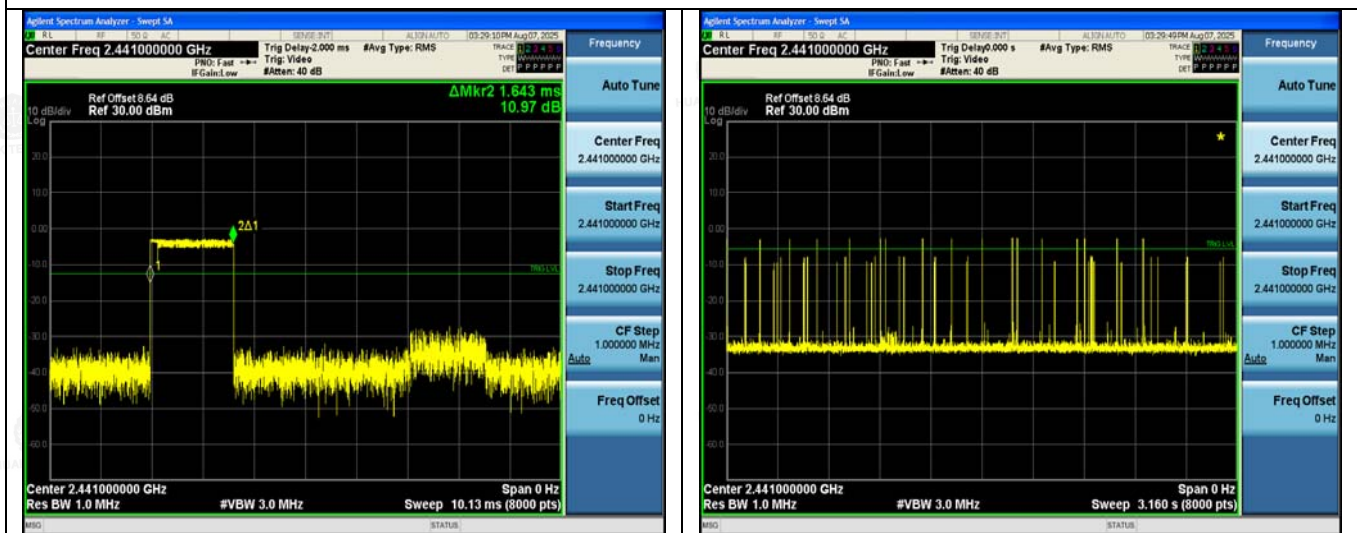 Agilent Spectrum Analyzer - Swept SA
RL RF 50 Ω AC SENSE:INT ALIGN AUTO 03:29:10 PM Aug 07, 2025
Center Freq 2.441000000 GHz
Trig Delay-2.000 ms #Avg Type: RMS
TRACE 1 2 3 4 5 6
PNO: Fast Trig: Video
TYPE
IFGain:Low #Atten: 40 dB
DET P P P P P P
ΔMkr2 1.643 ms
10.97 dB
Ref Offset 8.64 dB
10 dB/div Ref 30.00 dBm
Log
20.0
10.0
0.00
2Δ1
1
-10.0
TRIG LVL
-20.0
-30.0
-40.0
-50.0
-60.0
Center 2.441000000 GHz Span 0 Hz
Res BW 1.0 MHz #VBW 3.0 MHz Sweep 10.13 ms (8000 pts)
MSG STATUS
Frequency
Auto Tune
Center Freq
2.441000000 GHz
Start Freq
2.441000000 GHz
Stop Freq
2.441000000 GHz
CF Step
1.000000 MHz
Auto Man
Freq Offset
0 Hz
Agilent Spectrum Analyzer - Swept SA
RL RF 50 Ω AC SENSE:INT ALIGN AUTO 03:29:49 PM Aug 07, 2025
Center Freq 2.441000000 GHz
Trig Delay0.000 s #Avg Type: RMS
TRACE 1 2 3 4 5 6
PNO: Fast Trig: Video
TYPE
IFGain:Low #Atten: 40 dB
DET P P P P P P
Ref Offset 8.64 dB
10 dB/div Ref 30.00 dBm
Log
*
20.0
10.0
0.00
TRIG LVL
-10.0
-20.0
-30.0
-40.0
-50.0
-60.0
Center 2.441000000 GHz Span 0 Hz
Res BW 1.0 MHz #VBW 3.0 MHz Sweep 3.160 s (8000 pts)
MSG STATUS
Frequency
Auto Tune
Center Freq
2.441000000 GHz
Start Freq
2.441000000 GHz
Stop Freq
2.441000000 GHz
CF Step
1.000000 MHz
Auto Man
Freq Offset
0 Hz